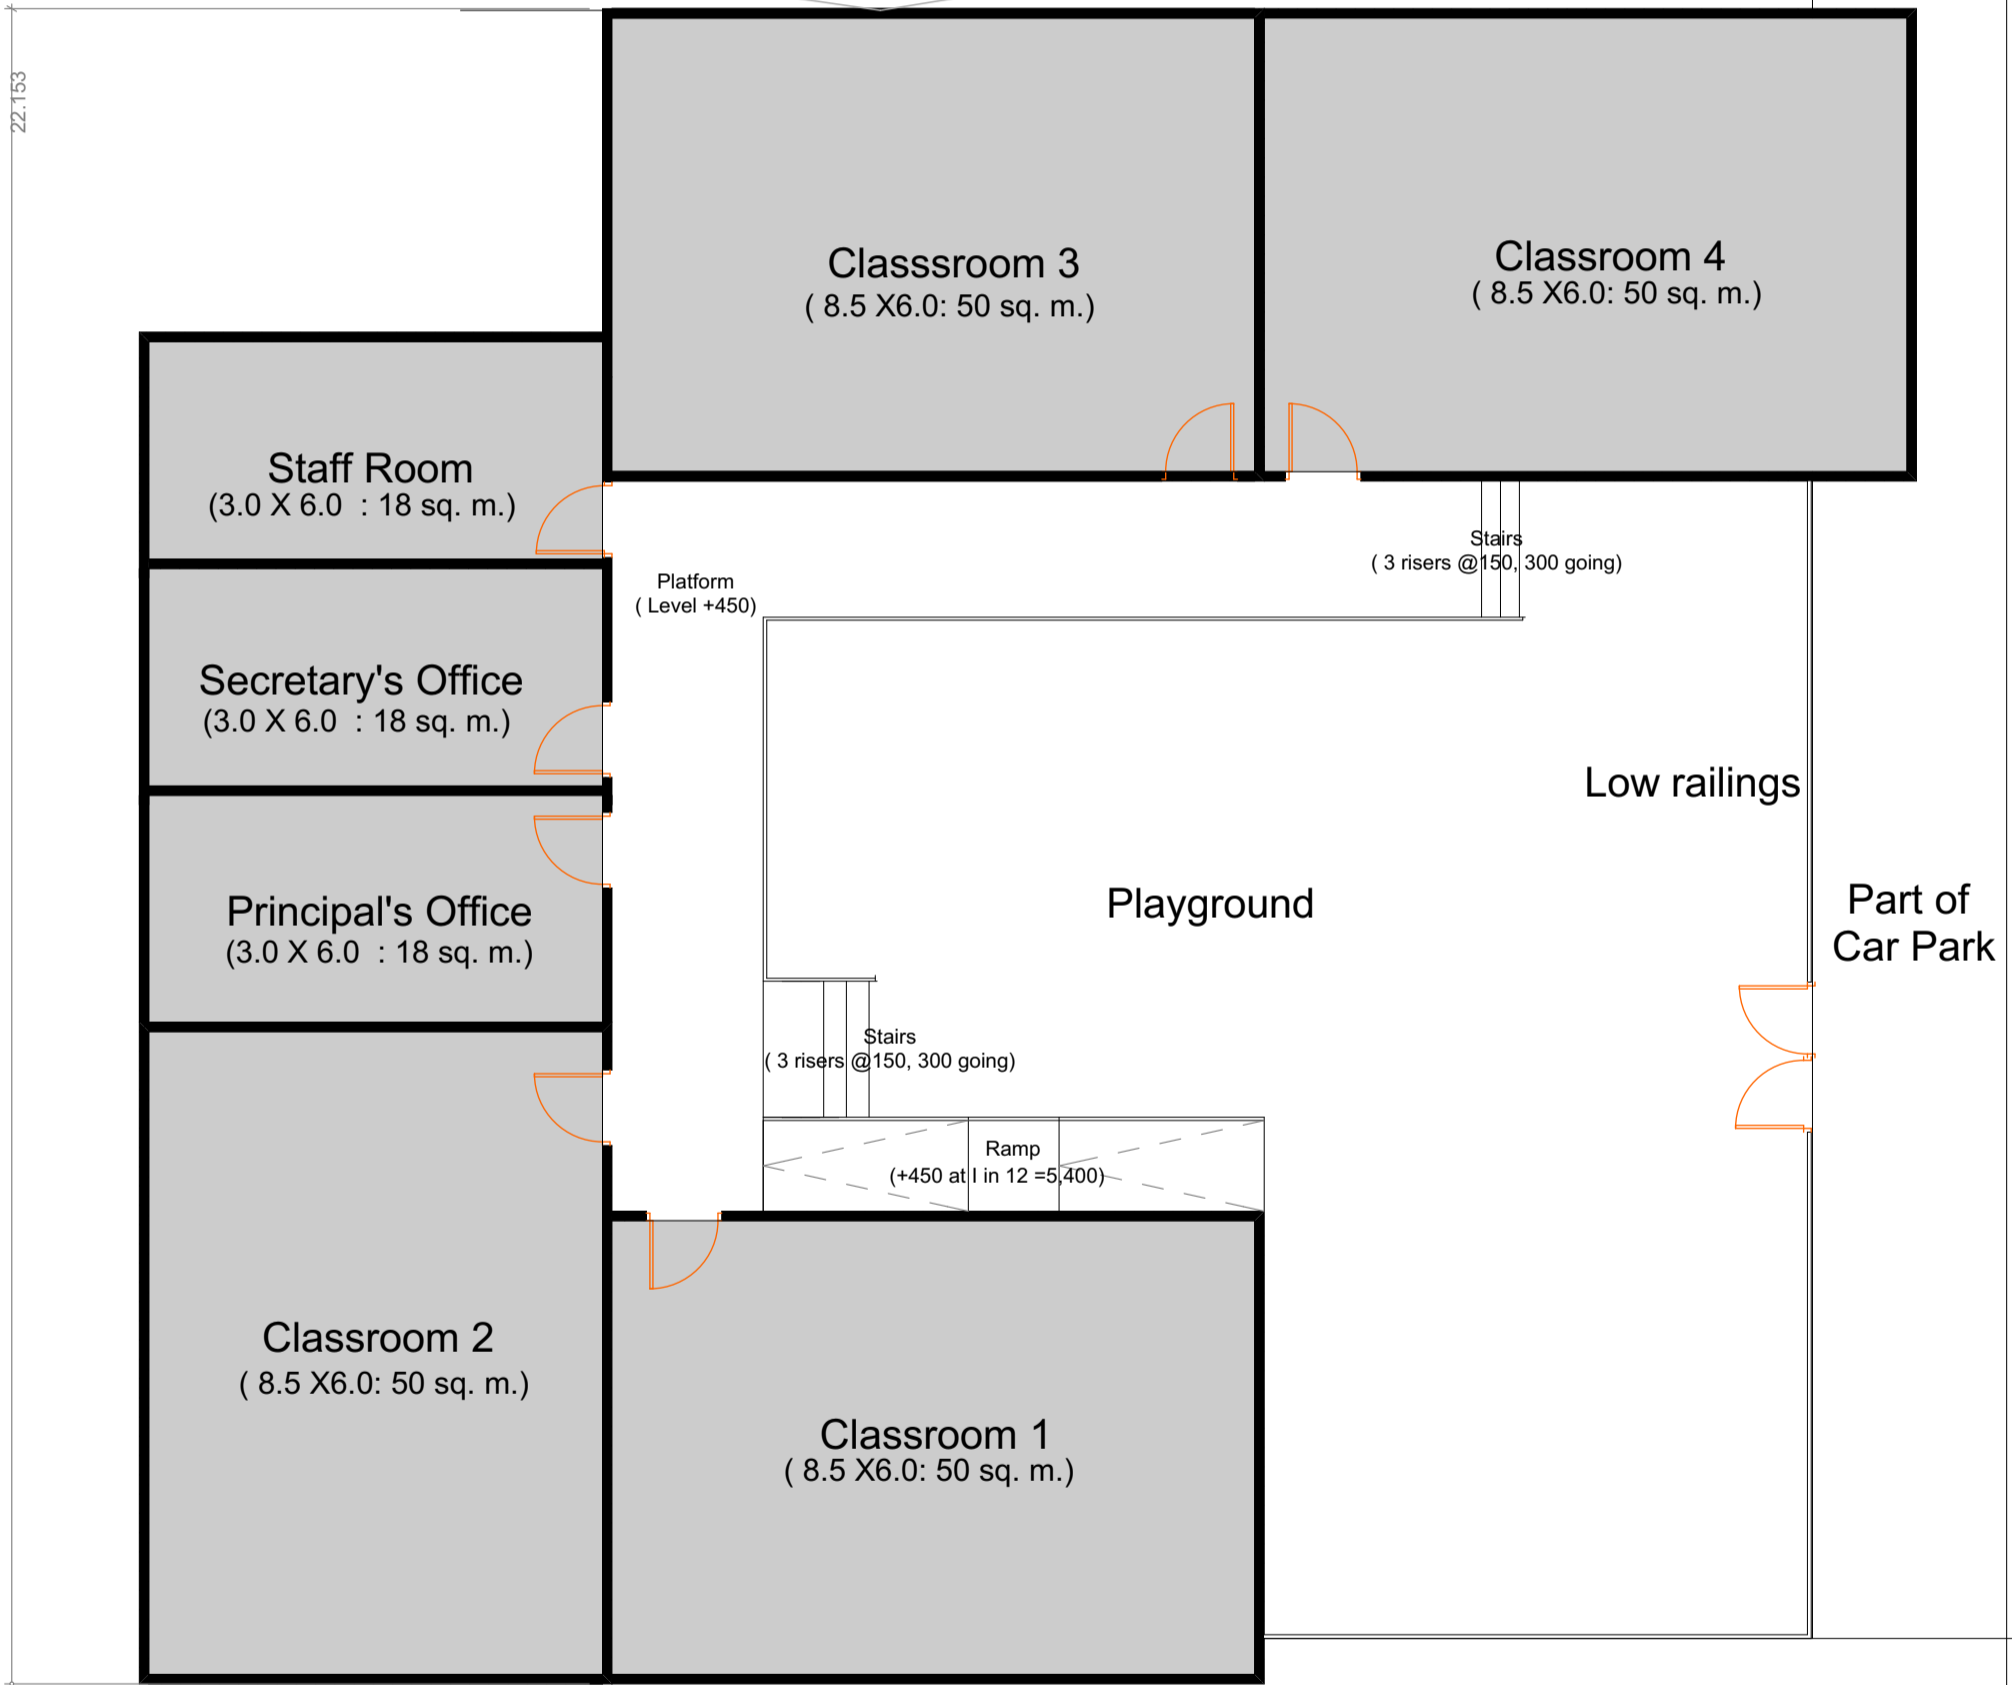 22.153
Classsroom 3
( 8.5 X6.0: 50 sq. m.)
Classroom 4
( 8.5 X6.0: 50 sq. m.)
Staff Room
(3.0 X 6.0  : 18 sq. m.)
Stairs
( 3 risers @150, 300 going)
Platform
( Level +450)
Secretary's Office
(3.0 X 6.0  : 18 sq. m.)
Low railings
Principal's Office
(3.0 X 6.0  : 18 sq. m.)
Playground
Part of
Car Park
Stairs
( 3 risers @150, 300 going)
Ramp
(+450 at I in 12 =5,400)
Classroom 2
( 8.5 X6.0: 50 sq. m.)
Classroom 1
( 8.5 X6.0: 50 sq. m.)